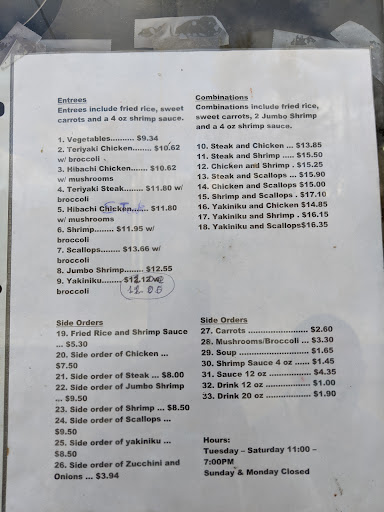 Entrees
Entrees include fried rice, sweet
carrots and a 4 oz shrimp sauce.
1. Vegetables.......... $9.34
2. Teriyaki Chicken........ $10.62
w/ broccoli
3. Hibachi Chicken....... $10.62
w/ mushrooms
4. Teriyaki Steak........ $11.80 w/
broccoli
5. Hibachi Chicken....... $11.80
w/ mushrooms
6. Shrimp........ $11.95 w/
broccoli
7. Scallops........ $13.66 w/
broccoli
8. Jumbo Shrimp........ $12.55
9. Yakiniku........ $12.12 w/
broccoli
Combinations
Combinations include fried rice,
sweet carrots, 2 Jumbo Shrimp
and a 4 oz shrimp sauce.
10. Steak and Chicken ... $13.85
11. Steak and Shrimp ..... $15.50
12. Chicken and Shrimp . $15.25
13. Steak and Scallops ... $15.90
14. Chicken and Scallops $15.00
15. Shrimp and Scallops . $17.10
16. Yakiniku and Chicken $14.85
17. Yakiniku and Shrimp . $16.15
18. Yakiniku and Scallops$16.35
Side Orders
19. Fried Rice and Shrimp Sauce
... $5.30
20. Side order of Chicken ...
$7.50
21. Side order of Steak ... $8.00
22. Side order of Jumbo Shrimp
... $9.50
23. Side order of Shrimp ... $8.50
24. Side order of Scallops ...
$9.50
25. Side order of yakiniku ...
$8.50
26. Side order of Zucchini and
Onions ... $3.94
Side Orders
27. Carrots ........................ $2.60
28. Mushrooms/Broccoli ... $3.30
29. Soup ........................... $1.65
30. Shrimp Sauce 4 oz ...... $1.45
31. Sauce 12 oz ................. $4.35
32. Drink 12 oz .................. $1.00
33. Drink 20 oz .................. $1.90
Hours:
Tuesday – Saturday 11:00 –
7:00PM
Sunday & Monday Closed